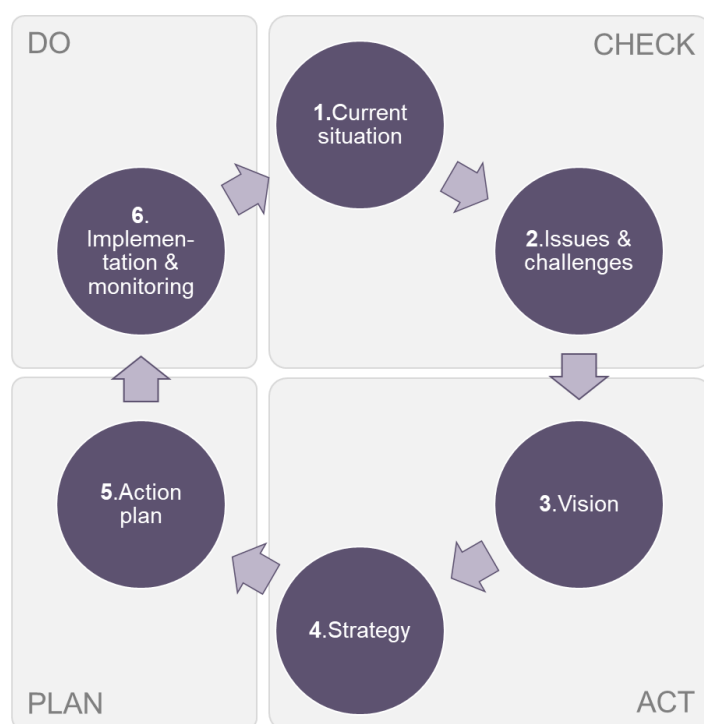 DO
CHECK
1.Current
situation
2.Issues &
challenges
3.Vision
4.Strategy
5.Action
plan
6.
Implemen-
tation &
monitoring
PLAN
ACT